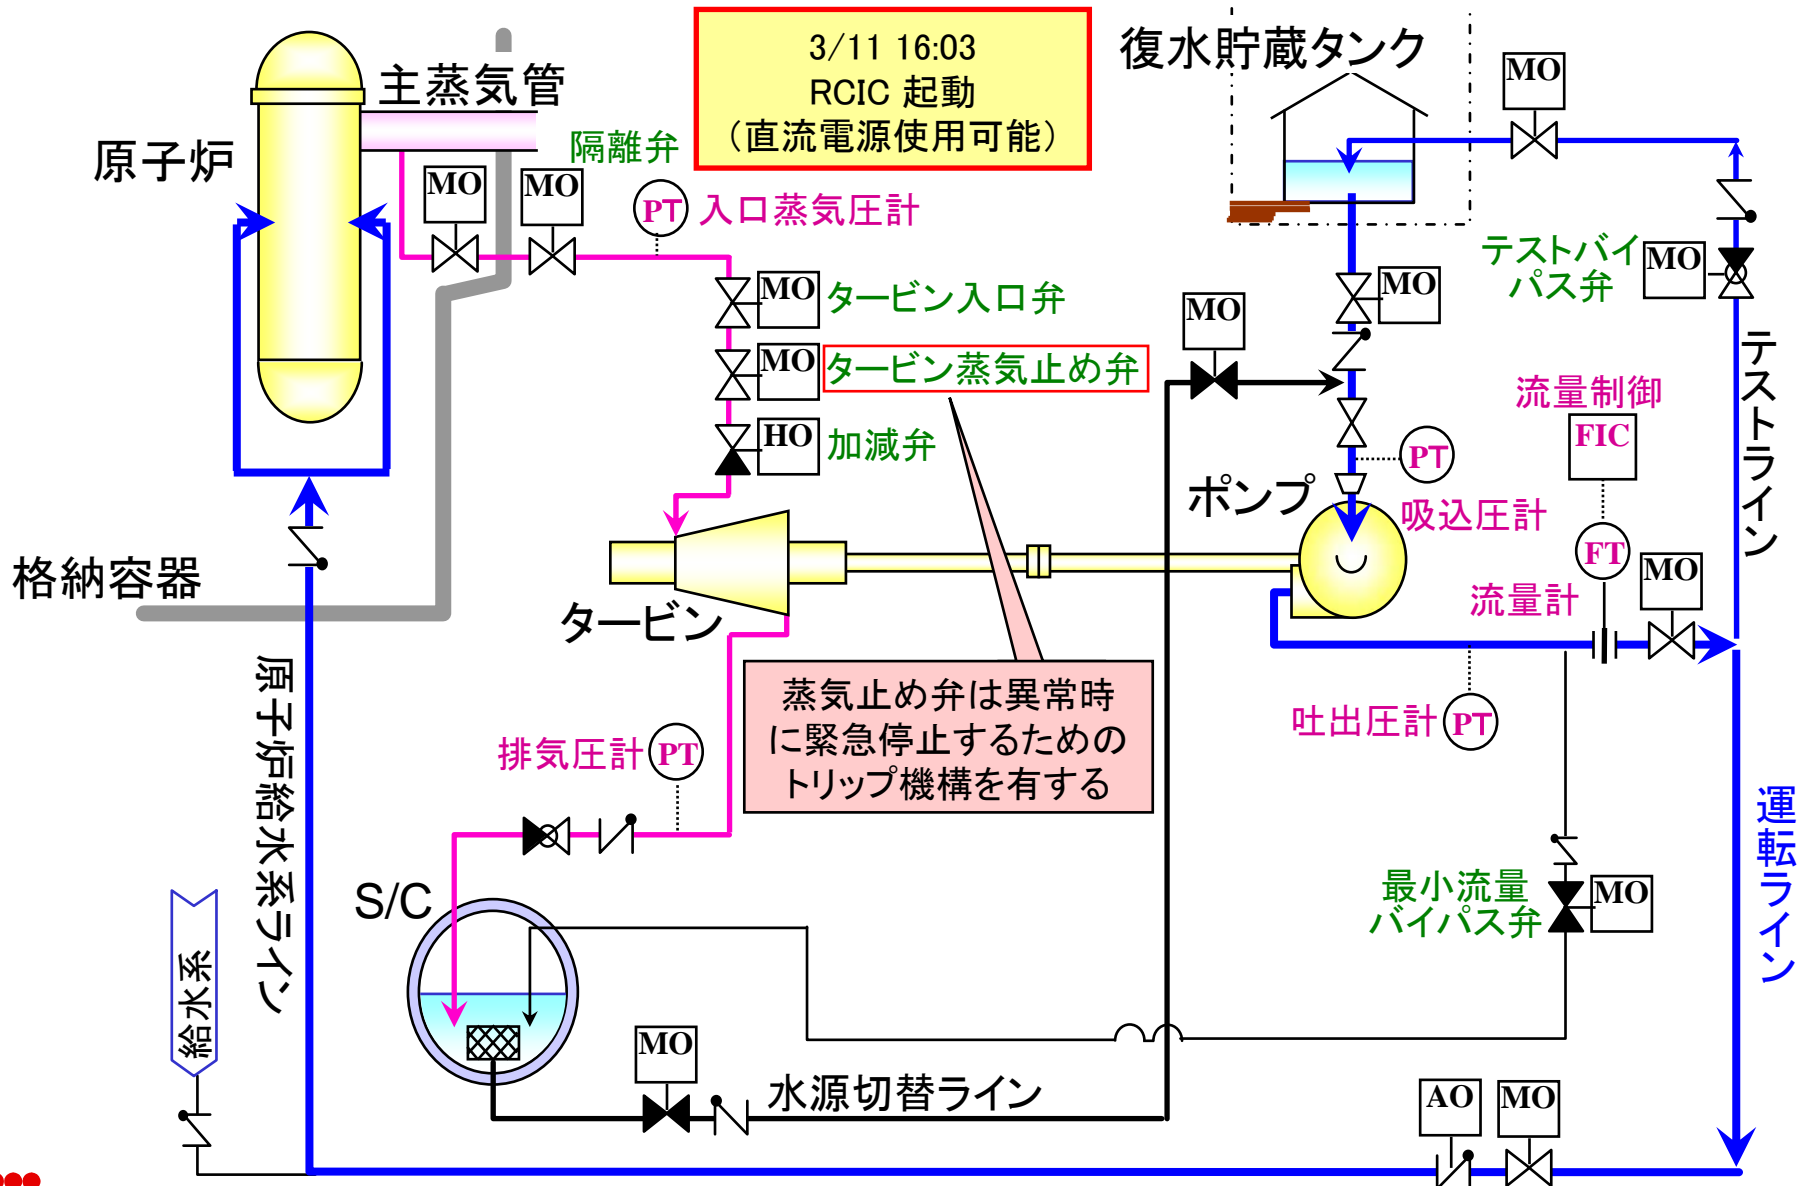 3/11 16:03
RCIC 起動
(直流電源使用可能)
復水貯蔵タンク
MO
主蒸気管
原子炉
隔離弁
MO
MO
PT
入口蒸気圧計
テストバイ
パス弁
MO
MO
タービン入口弁
MO
MO
MO
タービン蒸気止め弁
テストライン
流量制御
FIC
HO
加減弁
PT
ポンプ
吸込圧計
FT
MO
格納容器
流量計
タービン
原子炉給水系ライン
蒸気止め弁は異常時
に緊急停止するための
トリップ機構を有する
吐出圧計
PT
排気圧計
PT
運転ライン
S/C
最小流量
バイパス弁
MO
給水系
MO
水源切替ライン
AO
MO